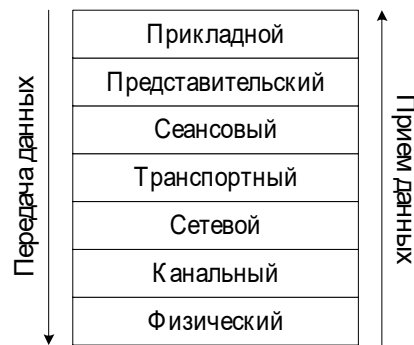 Прикладной
Представительский
Сеансовый
Транспортный
Сетевой
Канальный
Физический
Передача данных
Прием данных